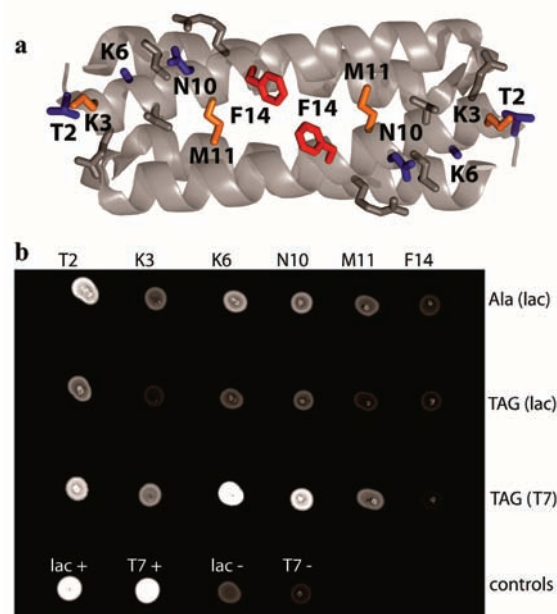 a
K6
N10
M11
F14
F14
T2
K3
M11
N10
K3
T2
K6
b
T2 K3 K6 N10 M11 F14
Ala (lac)
TAG (lac)
TAG (T7)
lac + T7 + lac - T7 -
controls